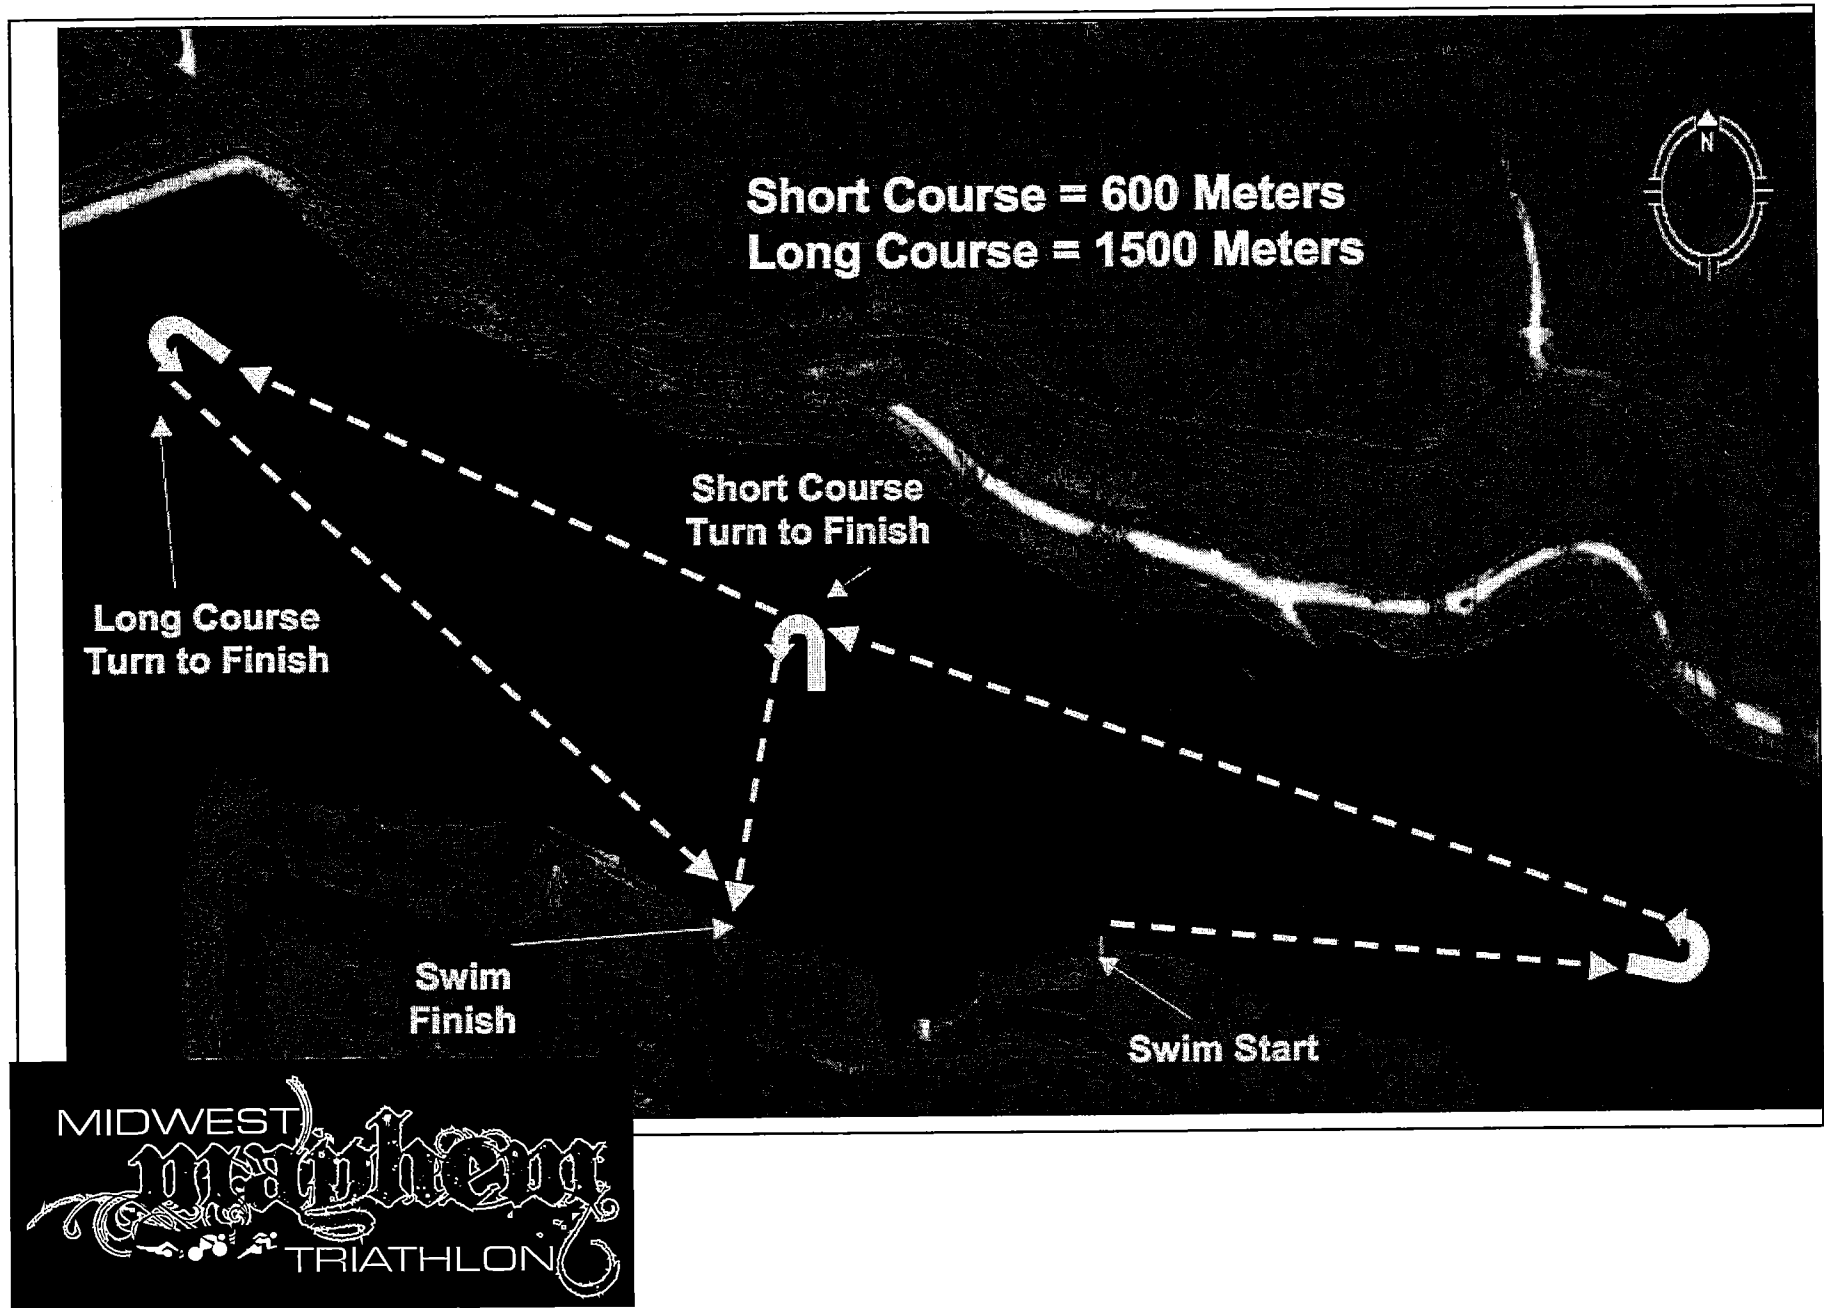 N
Short Course = 600 Meters
Long Course = 1500 Meters
Short Course
Turn to Finish
Long Course
Turn to Finish
Swim
Finish
Swim Start
MIDWEST
mayhem
TRIATHLON